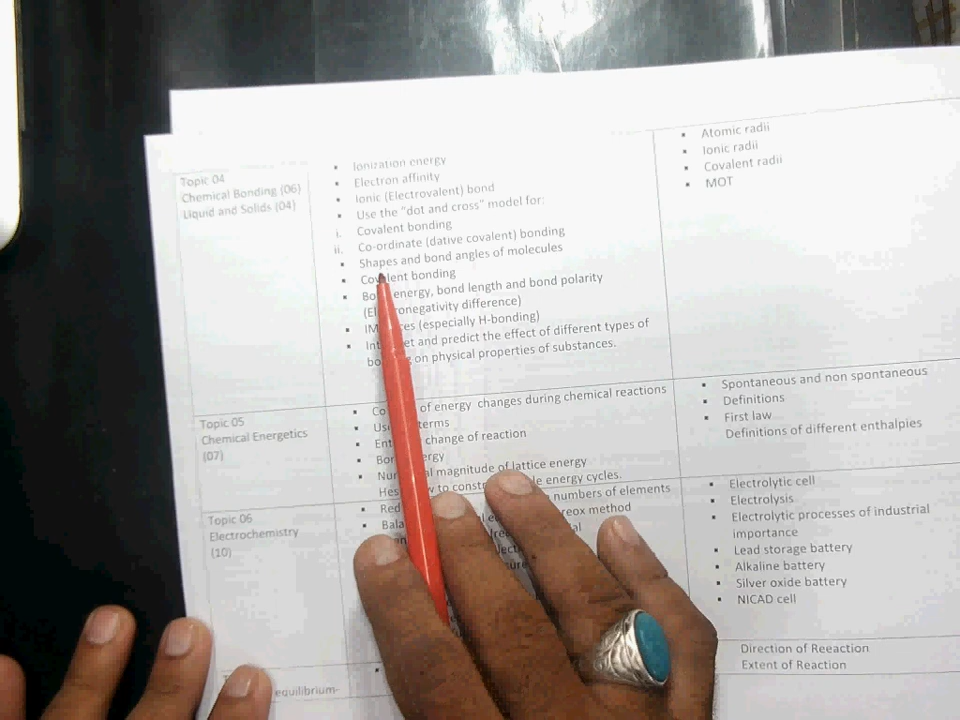 Topic 04
Chemical Bonding (06)
Liquid and Solids (04)
Ionization energy
Electron affinity
Ionic (Electrovalent) bond
Use the "dot and cross" model for:
i. Covalent bonding
ii. Co-ordinate (dative covalent) bonding
Shapes and bond angles of molecules
Covalent bonding
energy, bond length and bond polarity
difference)
(especially H-bonding)
and predict the effect of different types of
on physical properties of substances.
Atomic radii
Ionic radii
Covalent radii
MOT
Topic 05
Chemical Energetics
(07)
of energy changes during chemical reactions
terms
change of reaction
magnitude of lattice energy
to energy cycles.
Spontaneous and non spontaneous
Definitions
First law
Definitions of different enthalpies
Topic 06
Electrochemistry
(10)
numbers of elements
method
Electrolytic cell
Electrolysis
Electrolytic processes of industrial
importance
Lead storage battery
Alkaline battery
Silver oxide battery
NICAD cell
equilibrium-
Direction of Reeaction
Extent of Reaction